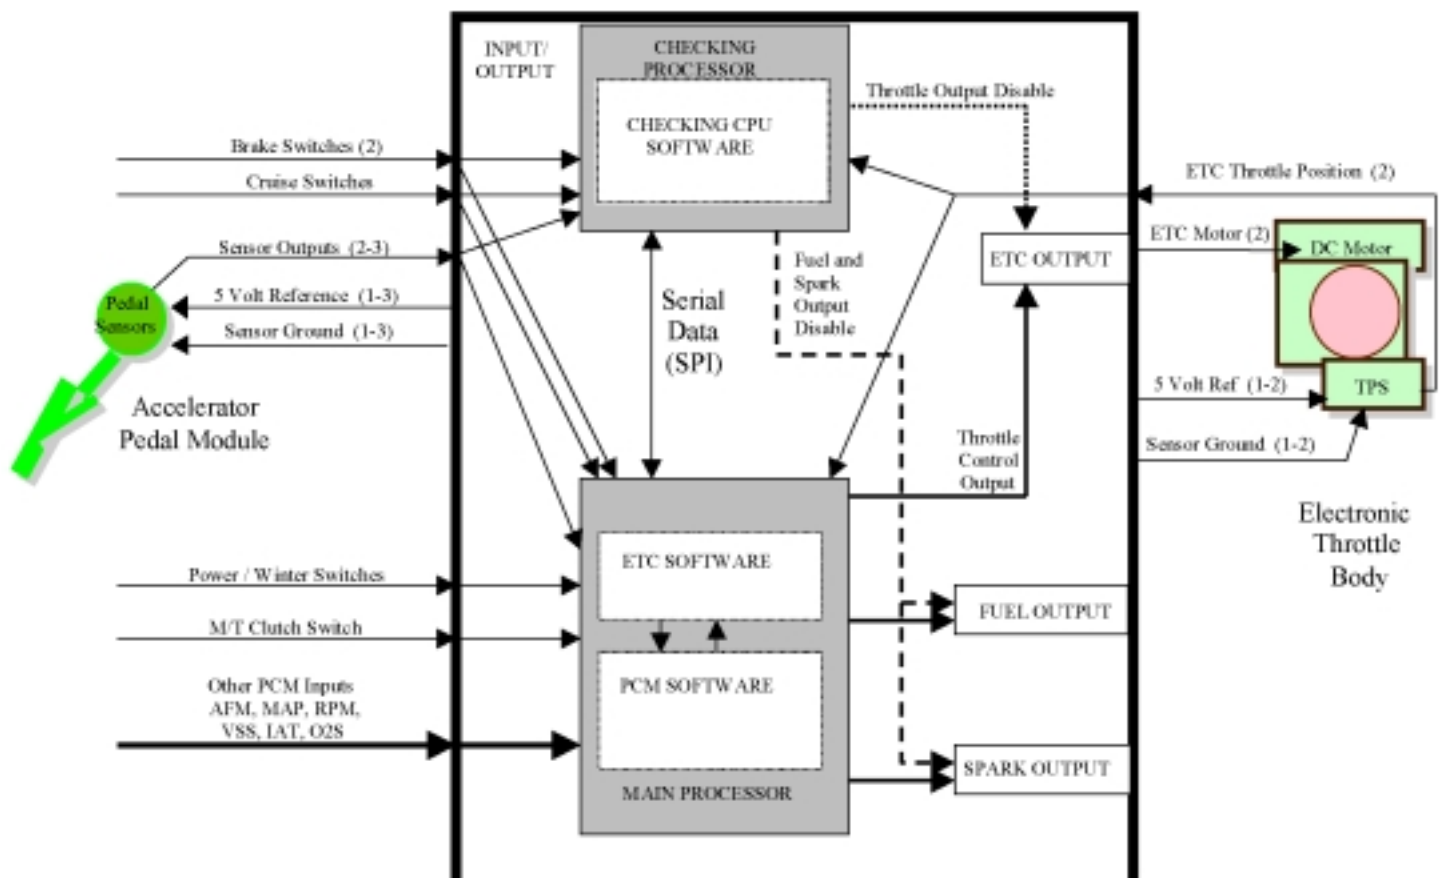 INPUT/
OUTPUT
CHECKING
PROCESSOR
CHECKING CPU
SOFTWARE
Throttle Output Disable
Brake Switches (2)
Cruise Switches
Sensor Outputs (2-3)
5 Volt Reference (1-3)
Sensor Ground (1-3)
Pedal
Sensors
Accelerator
Pedal Module
Serial
Data
(SPI)
Fuel and
Spark
Output
Disable
ETC Throttle Position (2)
ETC Motor (2)
ETC OUTPUT
DC Motor
5 Volt Ref (1-2)
TPS
Sensor Ground (1-2)
Throttle
Control
Output
Electronic
Throttle
Body
Power / Winter Switches
M/T Clutch Switch
Other PCM Inputs
AFM, MAP, RPM,
VSS, IAT, O2S
ETC SOFTWARE
PCM SOFTWARE
MAIN PROCESSOR
FUEL OUTPUT
SPARK OUTPUT